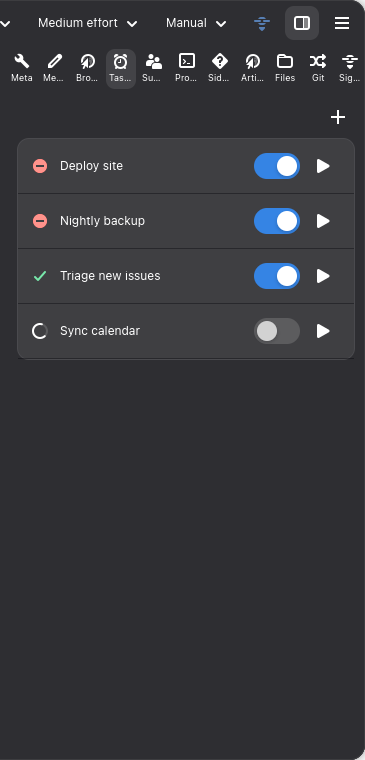 Medium effort
Manual
Meta
Me...
Bro...
Tas...
Su...
Pro...
Sid...
Arti...
Files
Git
Sig...
Deploy site
Nightly backup
Triage new issues
Sync calendar